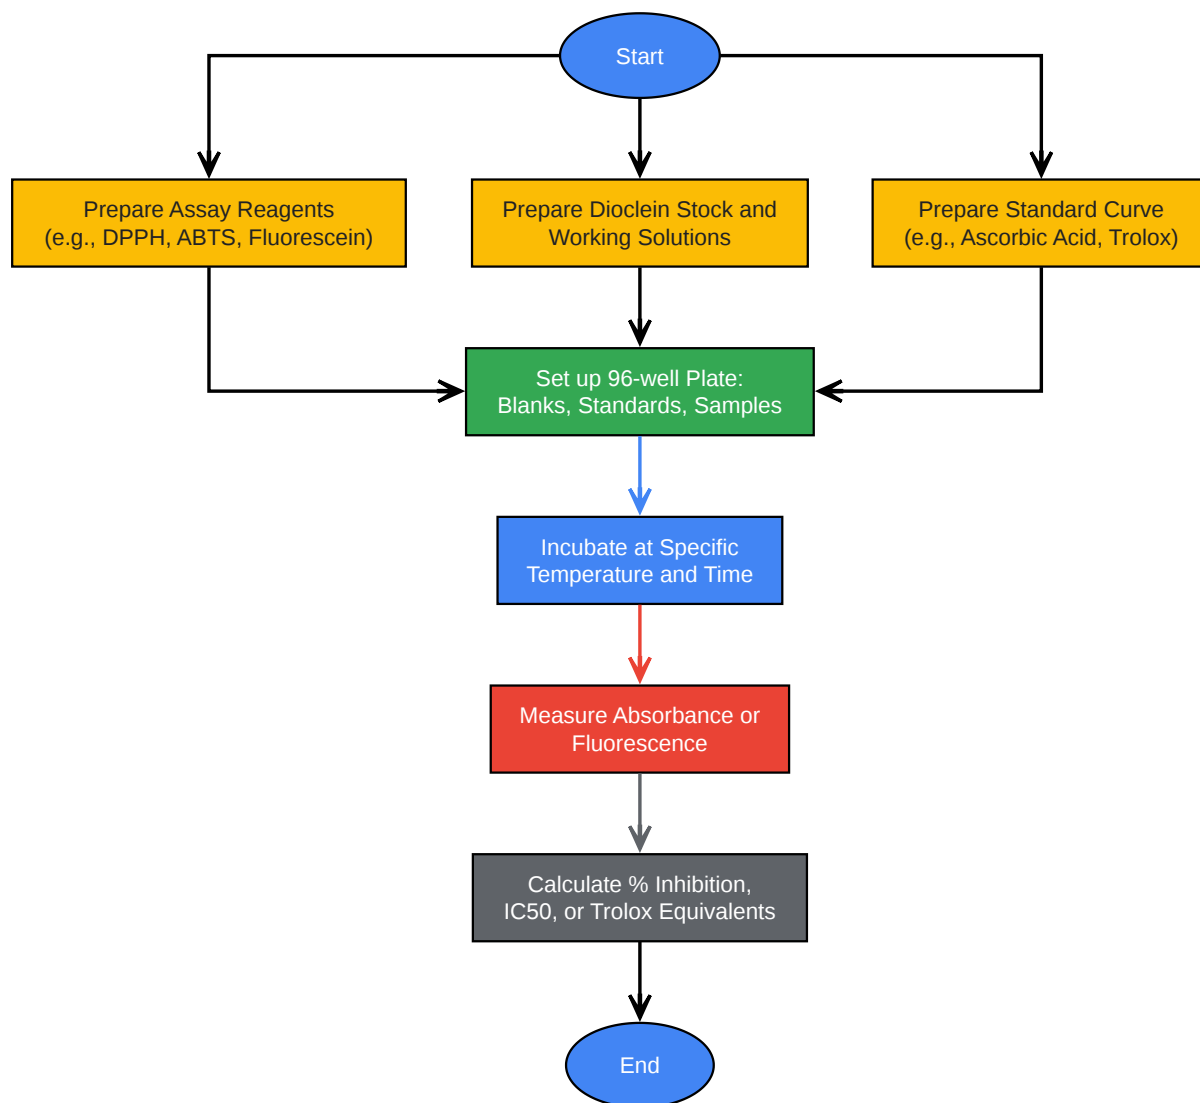 Start
Prepare Assay Reagents
(e.g., DPPH, ABTS, Fluorescein)
Prepare Dioclein Stock and
Working Solutions
Prepare Standard Curve
(e.g., Ascorbic Acid, Trolox)
Set up 96-well Plate:
Blanks, Standards, Samples
Incubate at Specific
Temperature and Time
Measure Absorbance or
Fluorescence
Calculate % Inhibition,
IC50, or Trolox Equivalents
End